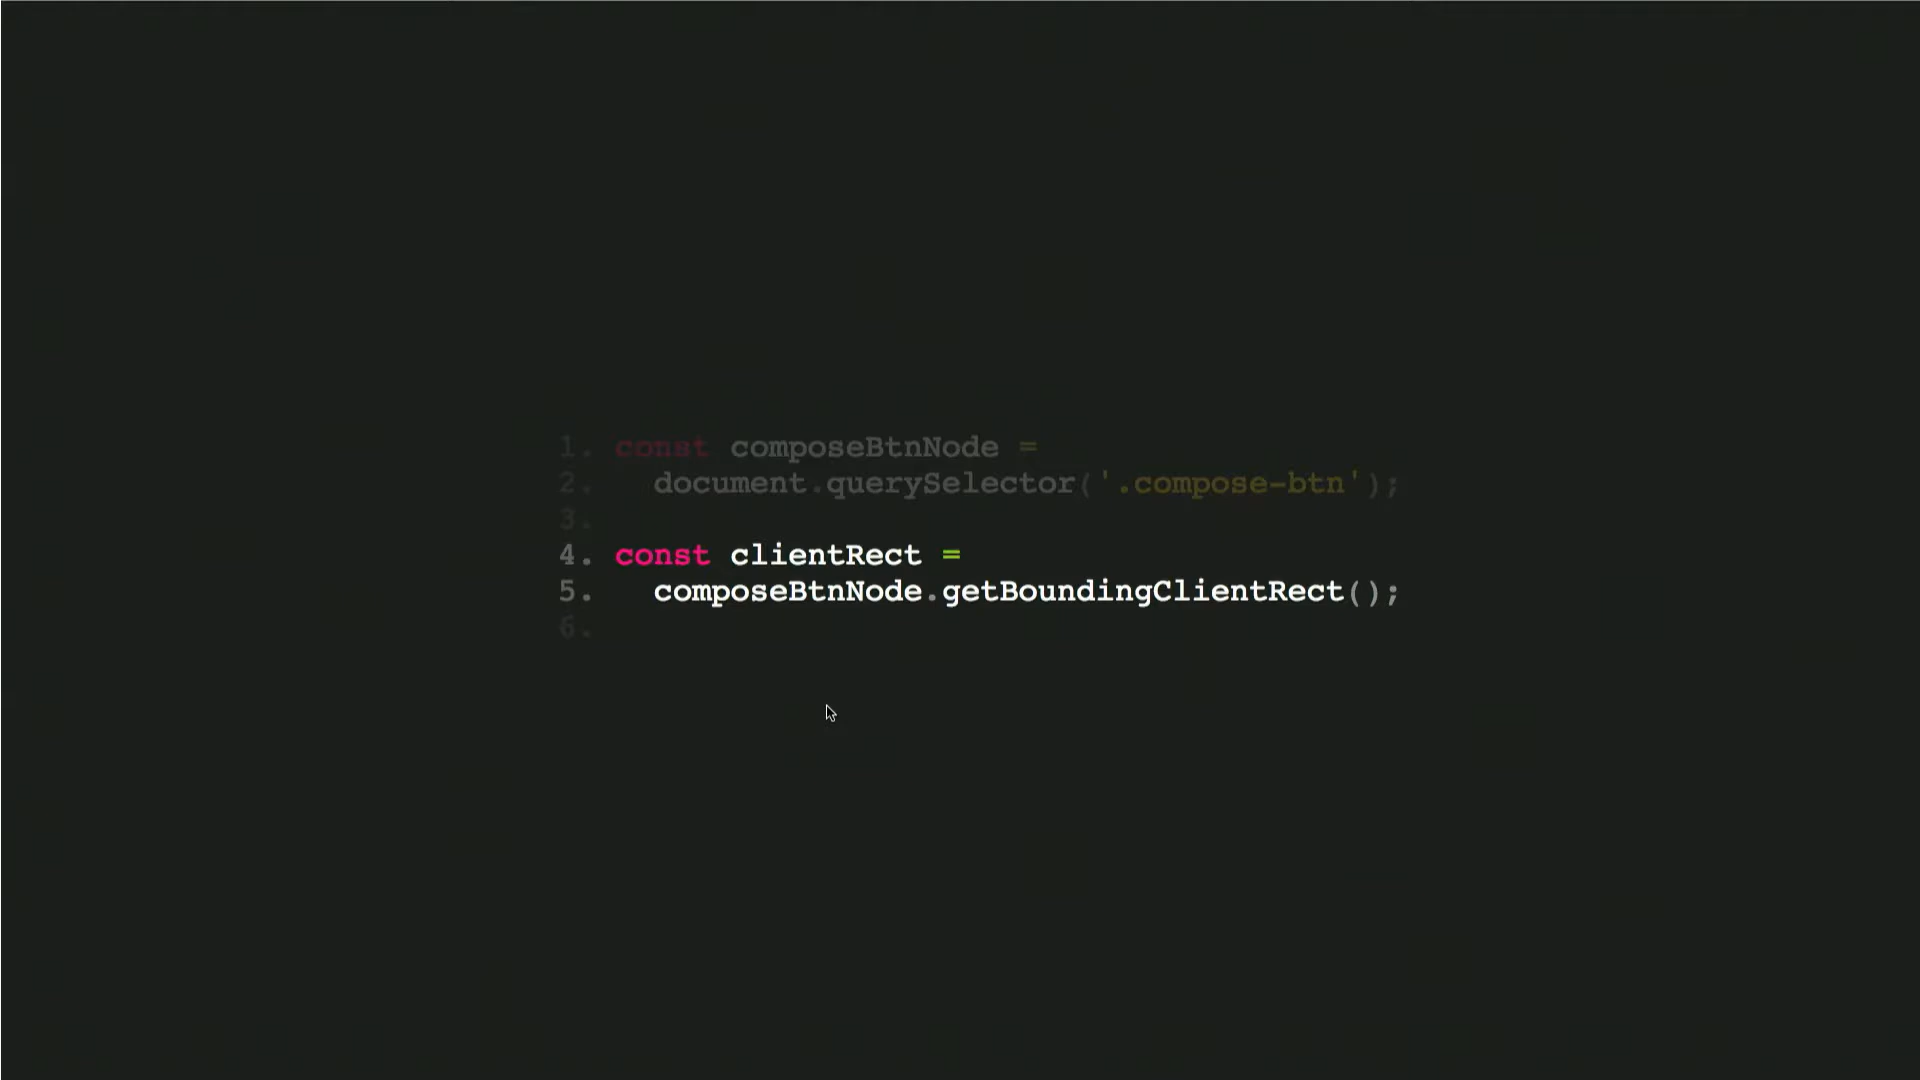 1. const composeBtnNode =
2. document.querySelector('.compose-btn');
3.
4. const clientRect =
5. composeBtnNode.getBoundingClientRect();
6.